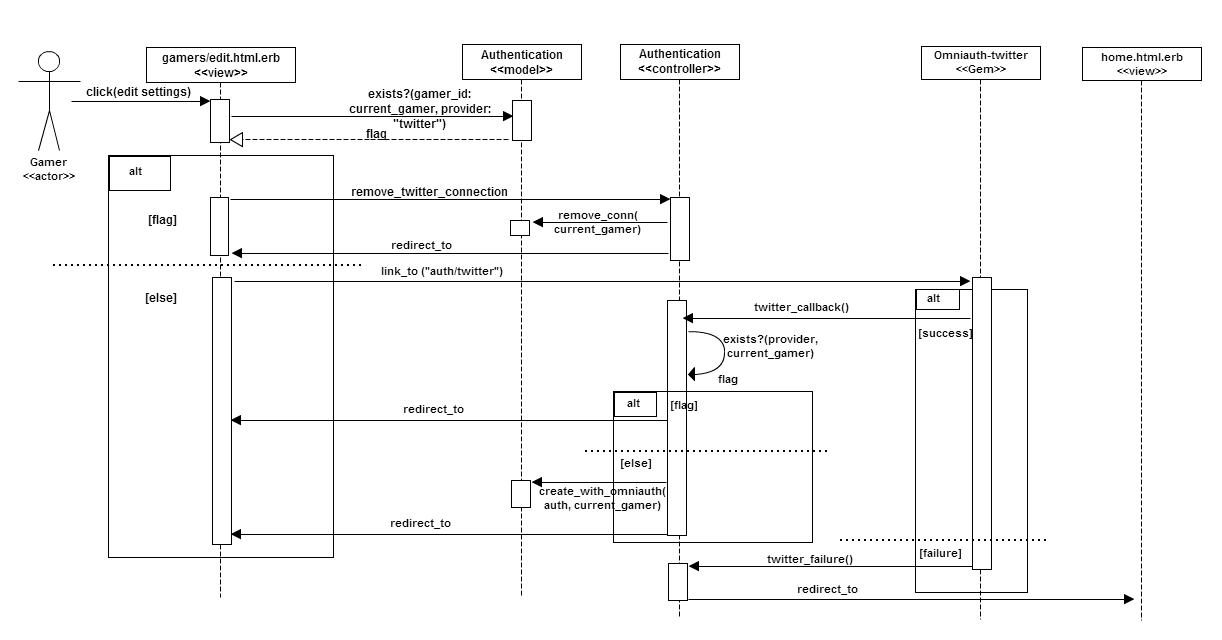 gamers/edit.html.erb
<<view>>
Authentication
<<model>>
Authentication
<<controller>>
Omniauth-twitter
<<Gem>>
home.html.erb
<<view>>
click(edit settings)
exists?(gamer_id:
current_gamer, provider:
"twitter")
flag
Gamer
<<actor>>
alt
[flag]
remove_twitter_connection
remove_conn(
current_gamer)
redirect_to
link_to ("auth/twitter")
[else]
alt
twitter_callback()
[success]
exists?(provider,
current_gamer)
flag
alt
[flag]
redirect_to
[else]
create_with_omniauth(
auth, current_gamer)
redirect_to
[failure]
twitter_failure()
redirect_to